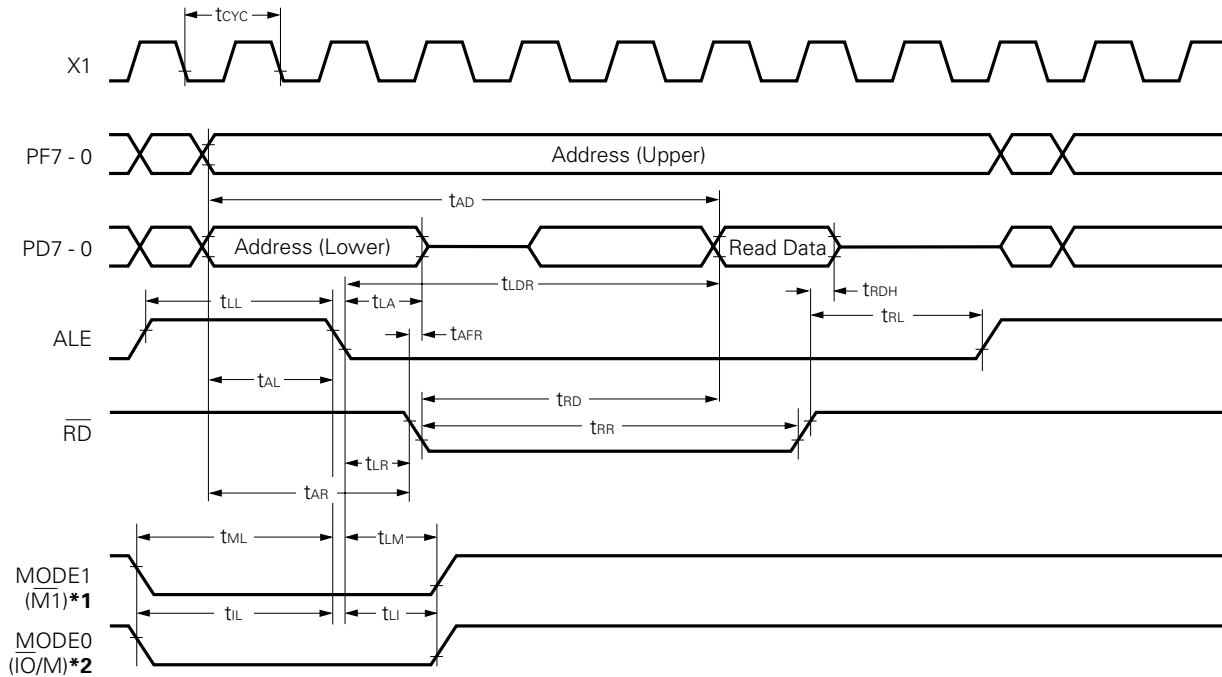 tCYC
X1
PF7 - 0
Address (Upper)
tAD
PD7 - 0
Address (Lower)
Read Data
tLDR
tLL
tLA
tRDH
tRL
tAFR
ALE
tAL
tRD
RD
tRR
tLR
tAR
tML
tLM
MODE1
(M1)*1
tIL
tLI
MODE0
(IO/M)*2